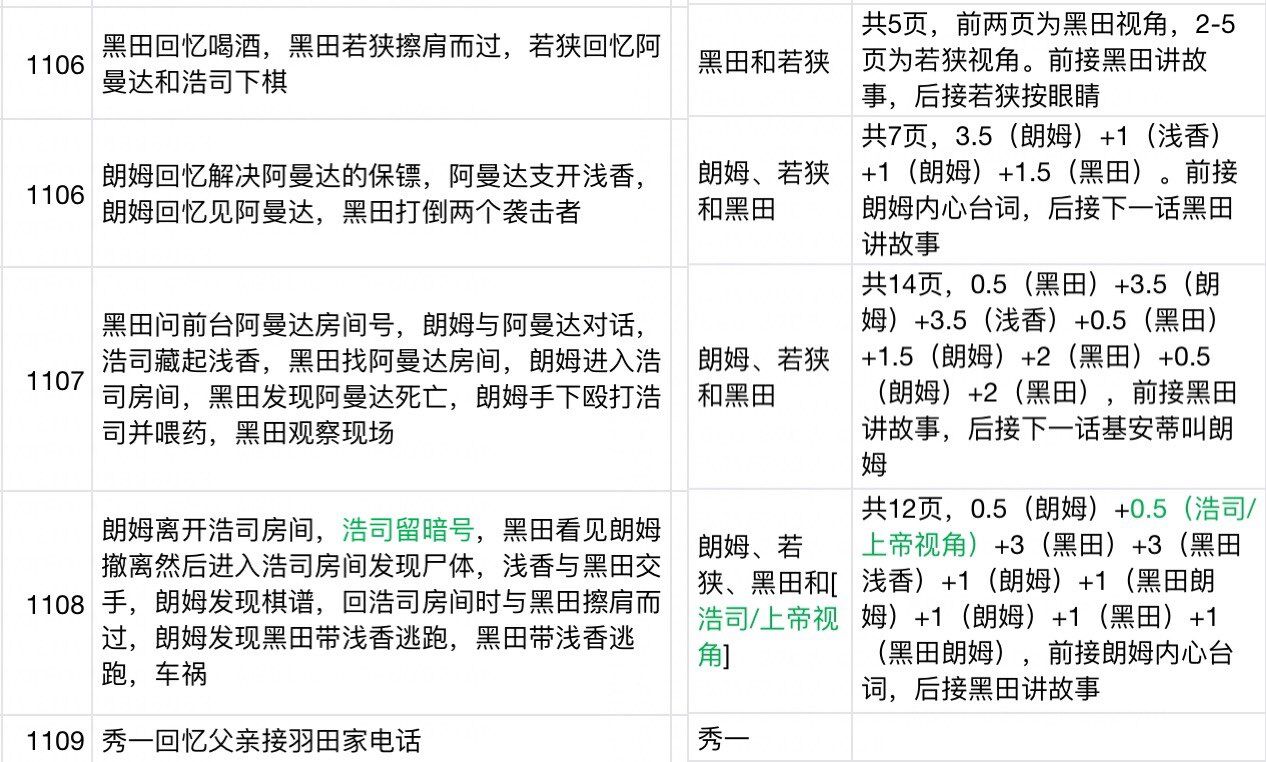 1106
黑田回忆喝酒，黑田若狭擦肩而过，若狭回忆阿
曼达和浩司下棋
黑田和若狭
共5页，前两页为黑田视角，2-5
页为若狭视角。前接黑田讲故
事，后接若狭按眼睛
1106
朗姆回忆解决阿曼达的保镖，阿曼达支开浅香，
朗姆回忆见阿曼达，黑田打倒两个袭击者
朗姆、若狭
和黑田
共7页，3.5（朗姆）+1（浅香）
+1（朗姆）+1.5（黑田）。前接
朗姆内心台词，后接下一话黑田
讲故事
1107
黑田问前台阿曼达房间号，朗姆与阿曼达对话，
浩司藏起浅香，黑田找阿曼达房间，朗姆进入浩
司房间，黑田发现阿曼达死亡，朗姆手下殴打浩
司并喂药，黑田观察现场
朗姆、若狭
和黑田
共14页，0.5（黑田）+3.5（朗
姆）+3.5（浅香）+0.5（黑田）
+1.5（朗姆）+2（黑田）+0.5
（朗姆）+2（黑田），前接黑田
讲故事，后接下一话基安蒂叫朗
姆
1108
朗姆离开浩司房间，浩司留暗号，黑田看见朗姆
撤离然后进入浩司房间发现尸体，浅香与黑田交
手，朗姆发现棋谱，回浩司房间时与黑田擦肩而
过，朗姆发现黑田带浅香逃跑，黑田带浅香逃
跑，车祸
朗姆、若
狭、黑田和[
浩司/上帝视
角]
共12页，0.5（朗姆）+0.5（浩司/
上帝视角）+3（黑田）+3（黑田
浅香）+1（朗姆）+1（黑田朗
姆）+1（朗姆）+1（黑田）+1
（黑田朗姆），前接朗姆内心台
词，后接黑田讲故事
1109
秀一回忆父亲接羽田家电话
秀一